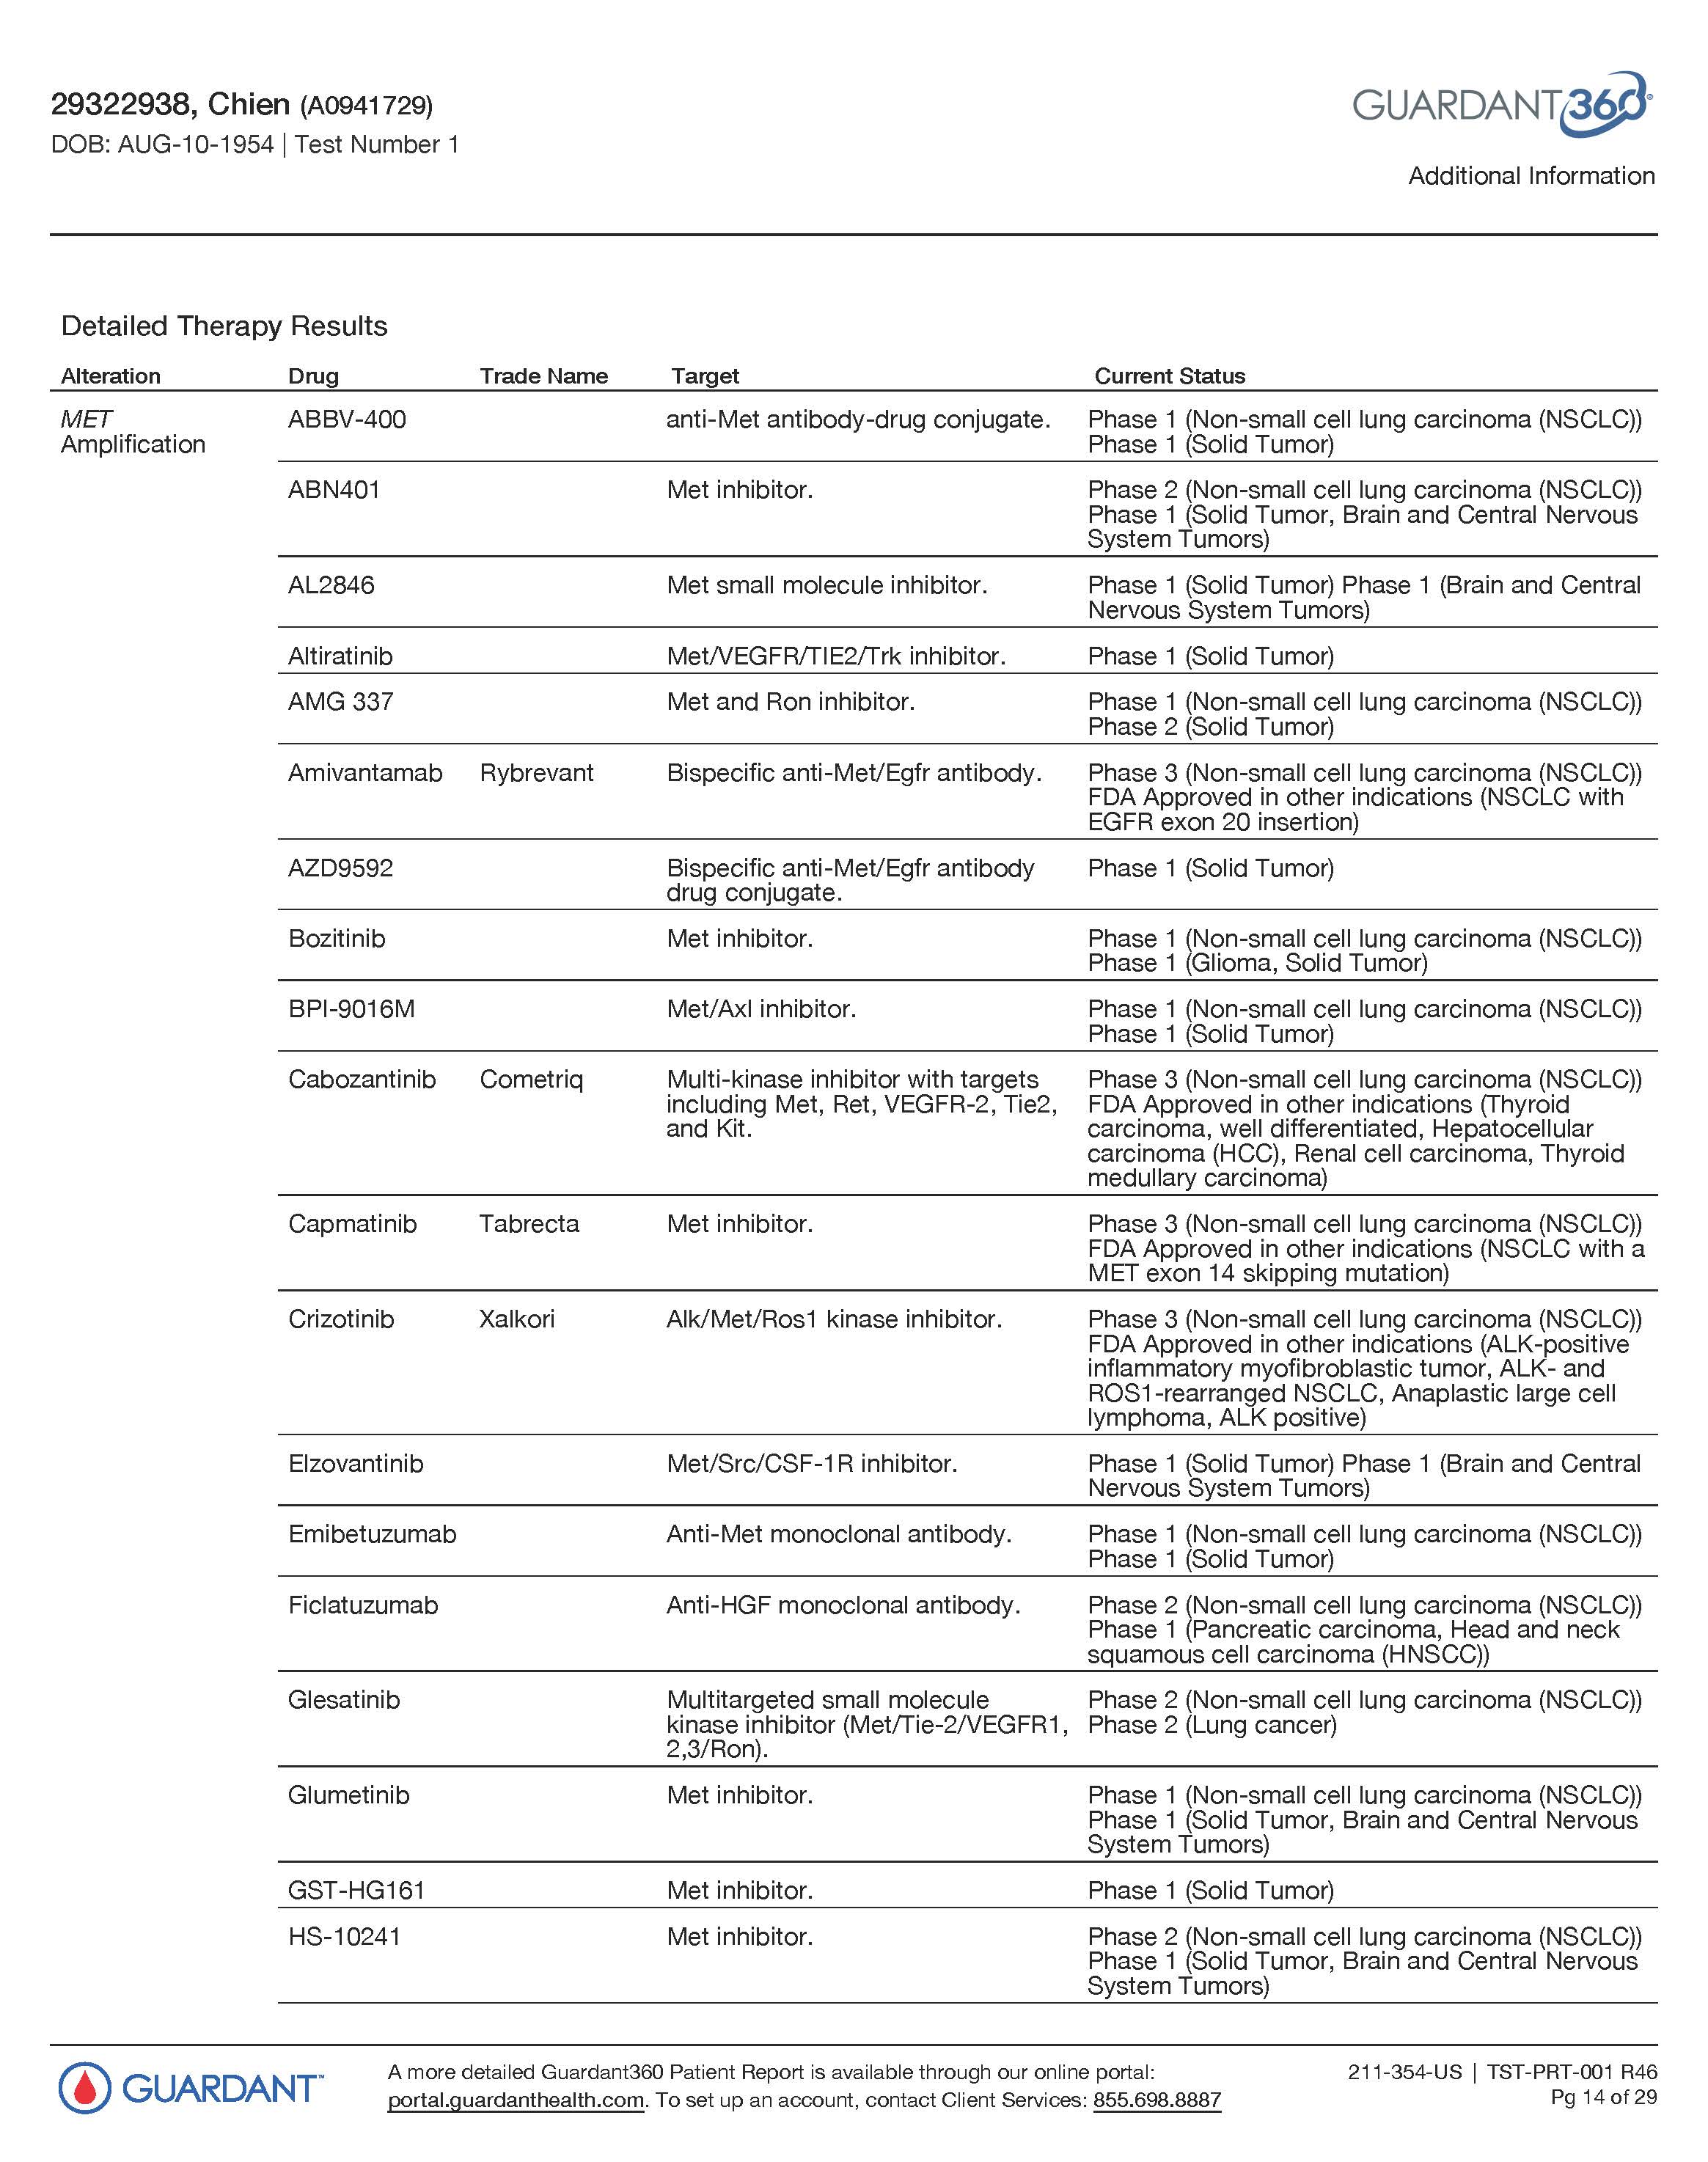 29322938, Chien (A0941729)
DOB: AUG-10-1954 | Test Number 1
GUARDANT360®
Additional Information
Detailed Therapy Results
Alteration Drug Trade Name Target Current Status
MET ABBV-400 anti-Met antibody-drug conjugate. Phase 1 (Non-small cell lung carcinoma (NSCLC))
Amplification Phase 1 (Solid Tumor)
ABN401 Met inhibitor. Phase 2 (Non-small cell lung carcinoma (NSCLC))
Phase 1 (Solid Tumor, Brain and Central Nervous
System Tumors)
AL2846 Met small molecule inhibitor. Phase 1 (Solid Tumor) Phase 1 (Brain and Central
Nervous System Tumors)
Altiratinib Met/VEGFR/TIE2/Trk inhibitor. Phase 1 (Solid Tumor)
AMG 337 Met and Ron inhibitor. Phase 1 (Non-small cell lung carcinoma (NSCLC))
Phase 2 (Solid Tumor)
Amivantamab Rybrevant Bispecific anti-Met/Egfr antibody. Phase 3 (Non-small cell lung carcinoma (NSCLC))
FDA Approved in other indications (NSCLC with
EGFR exon 20 insertion)
AZD9592 Bispecific anti-Met/Egfr antibody Phase 1 (Solid Tumor)
drug conjugate.
Bozitinib Met inhibitor. Phase 1 (Non-small cell lung carcinoma (NSCLC))
Phase 1 (Glioma, Solid Tumor)
BPI-9016M Met/Axl inhibitor. Phase 1 (Non-small cell lung carcinoma (NSCLC))
Phase 1 (Solid Tumor)
Cabozantinib Cometriq Multi-kinase inhibitor with targets Phase 3 (Non-small cell lung carcinoma (NSCLC))
including Met, Ret, VEGFR-2, Tie2, FDA Approved in other indications (Thyroid
and Kit. carcinoma, well differentiated, Hepatocellular
carcinoma (HCC), Renal cell carcinoma, Thyroid
medullary carcinoma)
Capmatinib Tabrecta Met inhibitor. Phase 3 (Non-small cell lung carcinoma (NSCLC))
FDA Approved in other indications (NSCLC with a
MET exon 14 skipping mutation)
Crizotinib Xalkori Alk/Met/Ros1 kinase inhibitor. Phase 3 (Non-small cell lung carcinoma (NSCLC))
FDA Approved in other indications (ALK-positive
inflammatory myofibroblastic tumor, ALK- and
ROS1-rearranged NSCLC, Anaplastic large cell
lymphoma, ALK positive)
Elzovantinib Met/Src/CSF-1R inhibitor. Phase 1 (Solid Tumor) Phase 1 (Brain and Central
Nervous System Tumors)
Emibetuzumab Anti-Met monoclonal antibody. Phase 1 (Non-small cell lung carcinoma (NSCLC))
Phase 1 (Solid Tumor)
Ficlatuzumab Anti-HGF monoclonal antibody. Phase 2 (Non-small cell lung carcinoma (NSCLC))
Phase 1 (Pancreatic carcinoma, Head and neck
squamous cell carcinoma (HNSCC))
Glesatinib Multitargeted small molecule Phase 2 (Non-small cell lung carcinoma (NSCLC))
kinase inhibitor (Met/Tie-2/VEGFR1, Phase 2 (Lung cancer)
2,3/Ron).
Glumetinib Met inhibitor. Phase 1 (Non-small cell lung carcinoma (NSCLC))
Phase 1 (Solid Tumor, Brain and Central Nervous
System Tumors)
GST-HG161 Met inhibitor. Phase 1 (Solid Tumor)
HS-10241 Met inhibitor. Phase 2 (Non-small cell lung carcinoma (NSCLC))
Phase 1 (Solid Tumor, Brain and Central Nervous
System Tumors)
GUARDANT™
A more detailed Guardant360 Patient Report is available through our online portal:
portal.guardanthealth.com. To set up an account, contact Client Services: 855.698.8887
211-354-US | TST-PRT-001 R46
Pg 14 of 29